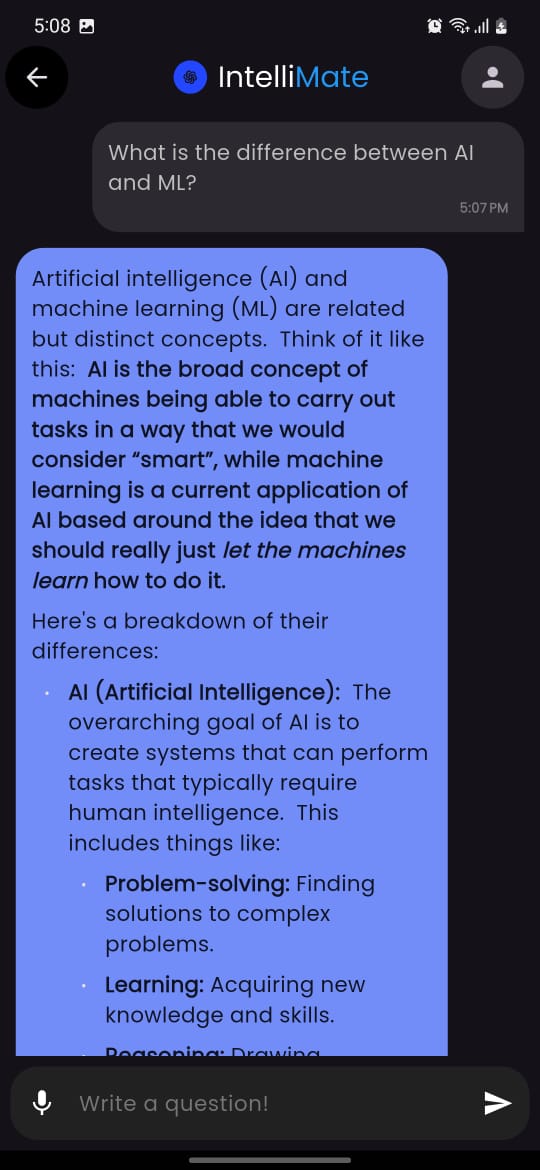 5:08
IntelliMate
What is the difference between AI
and ML?
5:07 PM
Artificial intelligence (AI) and
machine learning (ML) are related
but distinct concepts.  Think of it like
this:  AI is the broad concept of
machines being able to carry out
tasks in a way that we would
consider “smart”, while machine
learning is a current application of
AI based around the idea that we
should really just let the machines
learn how to do it.
Here's a breakdown of their
differences:
· AI (Artificial Intelligence):  The
overarching goal of AI is to
create systems that can perform
tasks that typically require
human intelligence.  This
includes things like:
· Problem-solving: Finding
solutions to complex
problems.
· Learning: Acquiring new
knowledge and skills.
· Reasoning: Drawing
Write a question!